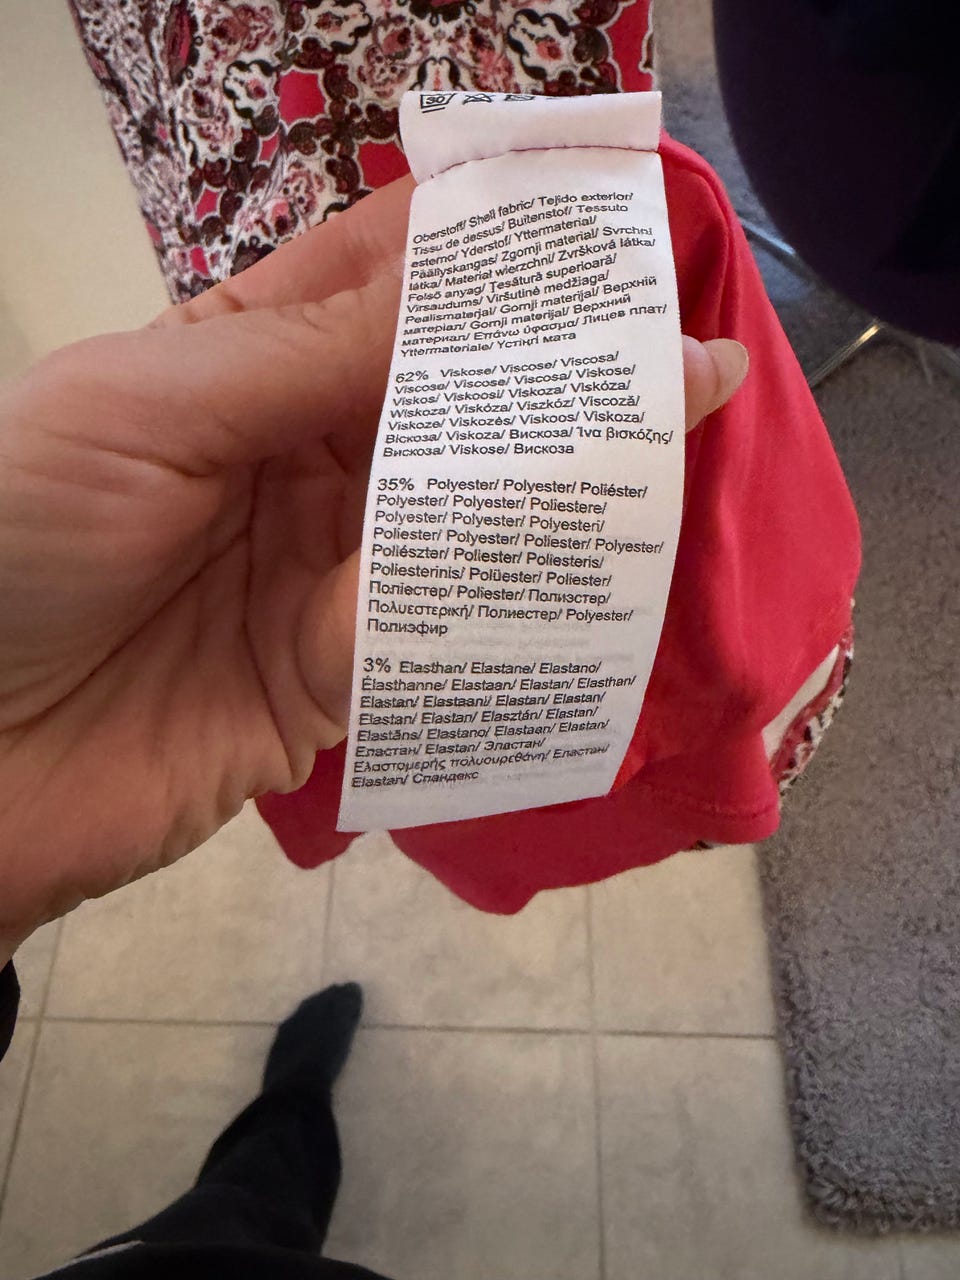 30
Oberstoff/ Shell fabric/ Tejido exterior/
Tissu de dessus/ Buitenstof/ Tessuto
esterno/ Yderstof/ Yttermaterial/
Päällyskangas/ Zgornji material/ Svrchní
látka/ Materiał wierzchni/ Zvršková látka/
Felső anyag/ Țesătură superioară/
Virsaudums/ Viršutinė medžiaga/
Pealismaterjal/ Gornji materijal/ Верхній
матеріал/ Gornji materijal/ Верхний
материал/ Επάνω ύφασμα/ Лицев плат/
Yttermateriale/ Үстіңгі мата
62% Viskose/ Viscose/ Viscosa/
Viscose/ Viscose/ Viscosa/ Viskose/
Viskos/ Viskoosi/ Viskoza/ Viskóza/
Wiskoza/ Viskóza/ Viszkóz/ Viscoză/
Viskoze/ Viskozės/ Viskoos/ Viskoza/
Віскоза/ Viskoza/ Вискоза/ Ίνα βισκόζης/
Вискоза/ Viskose/ Вискоза
35% Polyester/ Polyester/ Poliéster/
Polyester/ Polyester/ Poliestere/
Polyester/ Polyester/ Polyesteri/
Poliester/ Polyester/ Poliester/ Polyester/
Poliészter/ Poliester/ Poliesteris/
Poliesterinis/ Polüester/ Poliester/
Поліестер/ Poliester/ Полиэстер/
Πολυεστερική/ Полиестер/ Polyester/
Полиэфир
3% Elasthan/ Elastane/ Elastano/
Élasthanne/ Elastaan/ Elastan/ Elasthan/
Elastan/ Elastaani/ Elastan/ Elastan/
Elastan/ Elastan/ Elasztán/ Elastan/
Elastāns/ Elastano/ Elastaan/ Elastan/
Еластан/ Elastan/ Эластан/
Ελαστομερής πολυουρεθάνη/ Еластан/
Elastan/ Спандекс